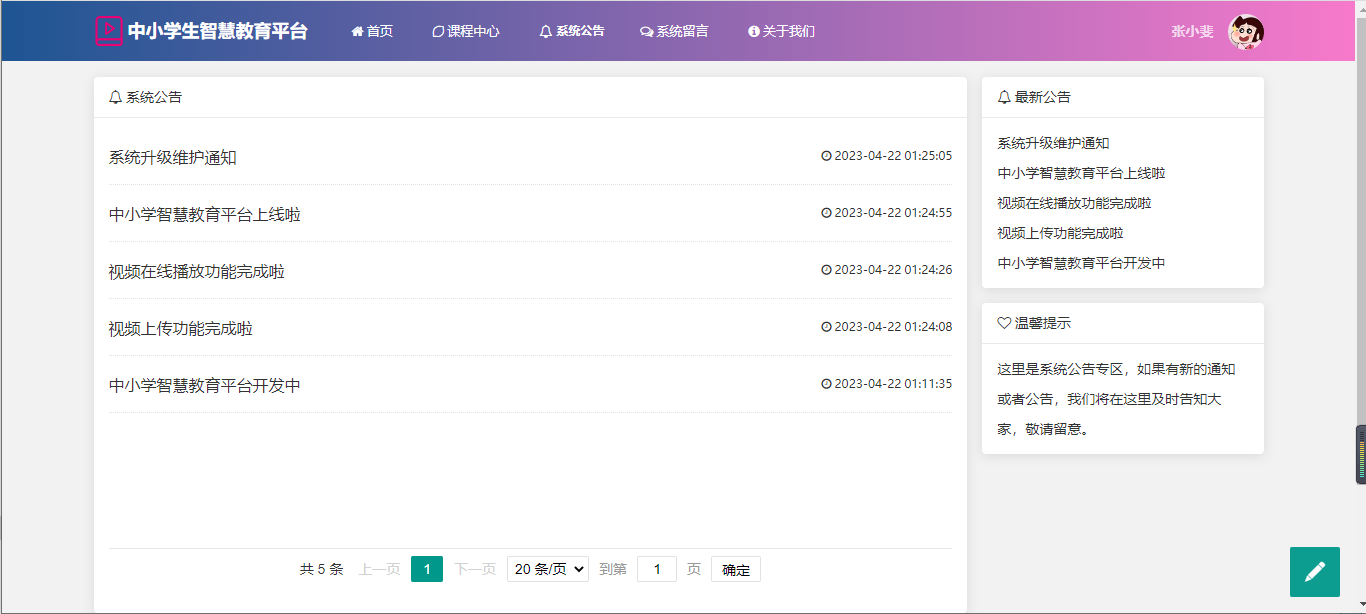 中小学生智慧教育平台 首页 课程中心 系统公告 系统留言 关于我们 张小斐
系统公告
系统升级维护通知 2023-04-22 01:25:05
中小学智慧教育平台上线啦 2023-04-22 01:24:55
视频在线播放功能完成啦 2023-04-22 01:24:26
视频上传功能完成啦 2023-04-22 01:24:08
中小学智慧教育平台开发中 2023-04-22 01:11:35
共 5 条 上一页 1 下一页 20 条/页 到第 1 页 确定
最新公告
系统升级维护通知
中小学智慧教育平台上线啦
视频在线播放功能完成啦
视频上传功能完成啦
中小学智慧教育平台开发中
温馨提示
这里是系统公告专区，如果有新的通知
或者公告，我们将在这里及时告知大
家，敬请留意。